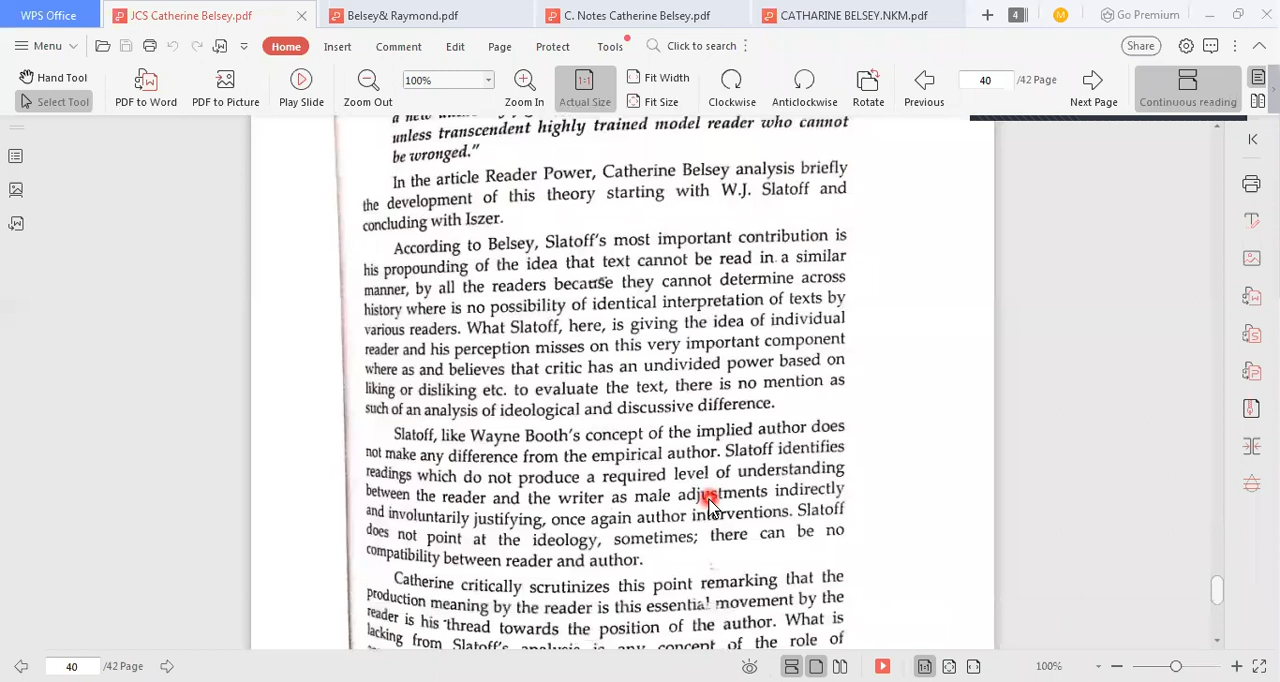 WPS Office
JCS Catherine Belsey.pdf
Belsey& Raymond.pdf
C. Notes Catherine Belsey.pdf
CATHARINE BELSEY.NKM.pdf
4
M
Go Premium
Menu
Home
Insert
Comment
Edit
Page
Protect
Tools
Click to search
Share
Hand Tool
Select Tool
PDF to Word
PDF to Picture
Play Slide
Zoom Out
100%
Zoom In
1:1
Actual Size
Fit Width
Fit Size
Clockwise
Anticlockwise
Rotate
Previous
40
/42 Page
Next Page
Continuous reading
a new
unless transcendent highly trained model reader who cannot
be wronged."
In the article Reader Power, Catherine Belsey analysis briefly
the development of this theory starting with W.J. Slatoff and
concluding with Iszer.
According to Belsey, Slatoff's most important contribution is
his propounding of the idea that text cannot be read in a similar
manner, by all the readers because they cannot determine across
history where is no possibility of identical interpretation of texts by
various readers. What Slatoff, here, is giving the idea of individual
reader and his perception misses on this very important component
where as and believes that critic has an undivided power based on
liking or disliking etc. to evaluate the text, there is no mention as
such of an analysis of ideological and discussive difference.
Slatoff, like Wayne Booth's concept of the implied author does
not make any difference from the empirical author. Slatoff identifies
readings which do not produce a required level of understanding
between the reader and the writer as male adjustments indirectly
and involuntarily justifying, once again author interventions. Slatoff
does not point at the ideology, sometimes; there can be no
compatibility between reader and author.
Catherine critically scrutinizes this point remarking that the
production meaning by the reader is this essential movement by the
reader is his thread towards the position of the author. What is
lacking from Slatoff's analysis is any concept of the role of
40
/42 Page
100%